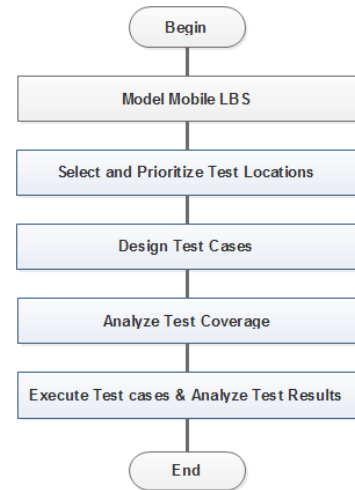 Begin
Model Mobile LBS
Select and Prioritize Test Locations
Design Test Cases
Analyze Test Coverage
Execute Test cases & Analyze Test Results
End